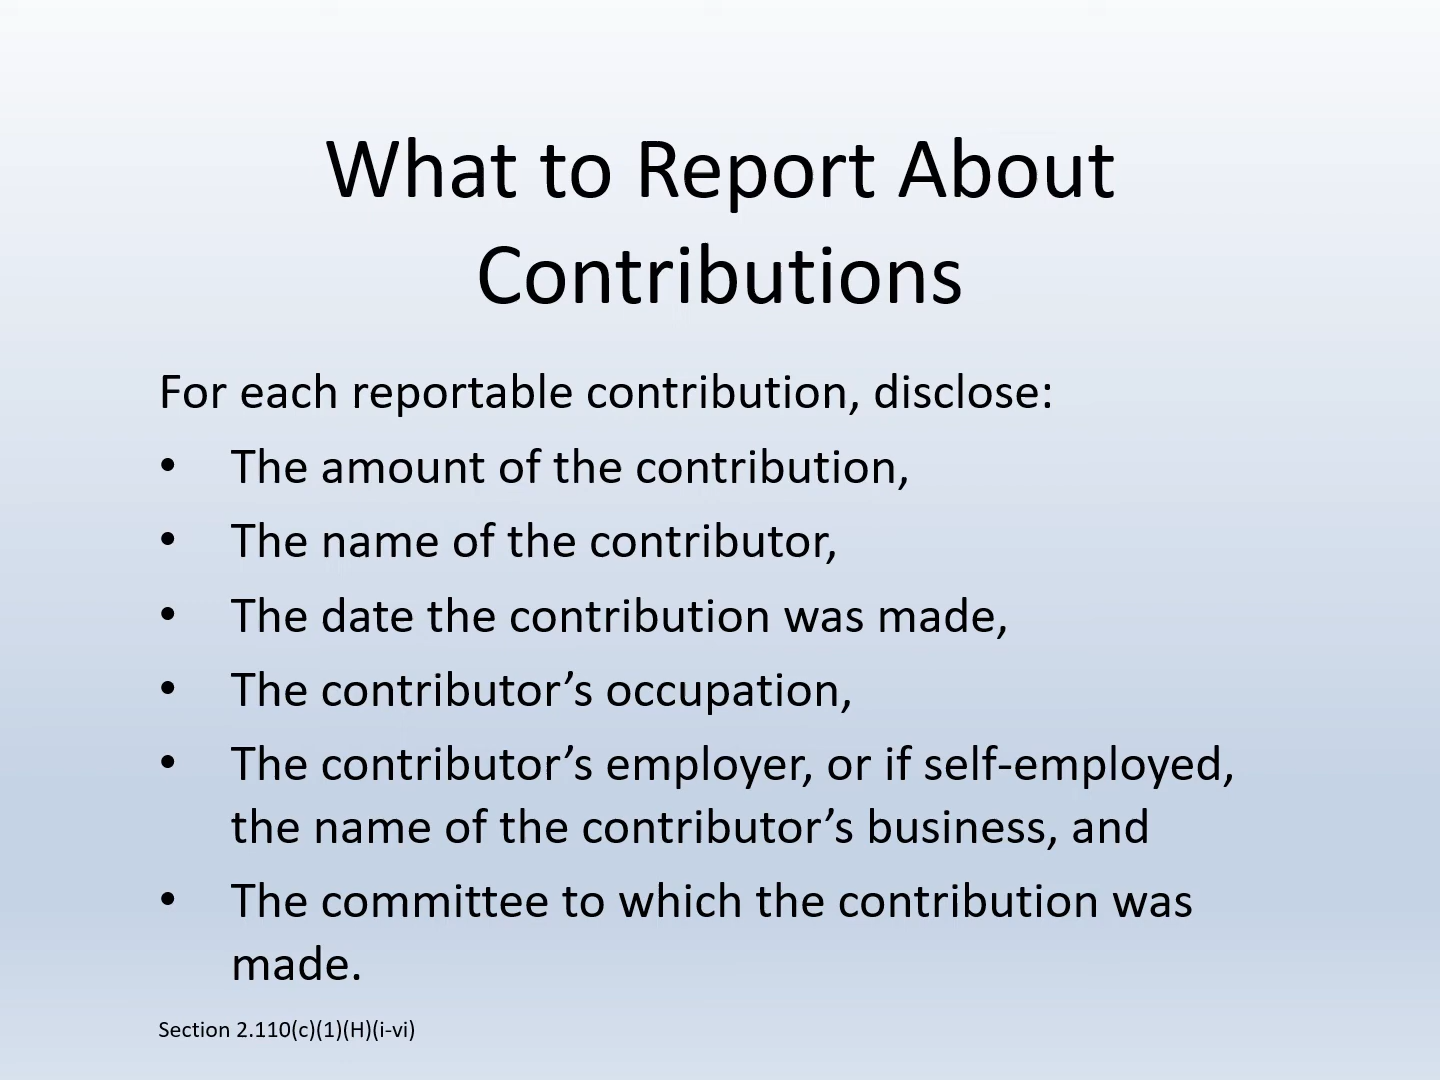 What to Report About
Contributions
For each reportable contribution, disclose:
• The amount of the contribution,
• The name of the contributor,
• The date the contribution was made,
• The contributor’s occupation,
• The contributor’s employer, or if self-employed,
the name of the contributor’s business, and
• The committee to which the contribution was
made.
Section 2.110(c)(1)(H)(i-vi)